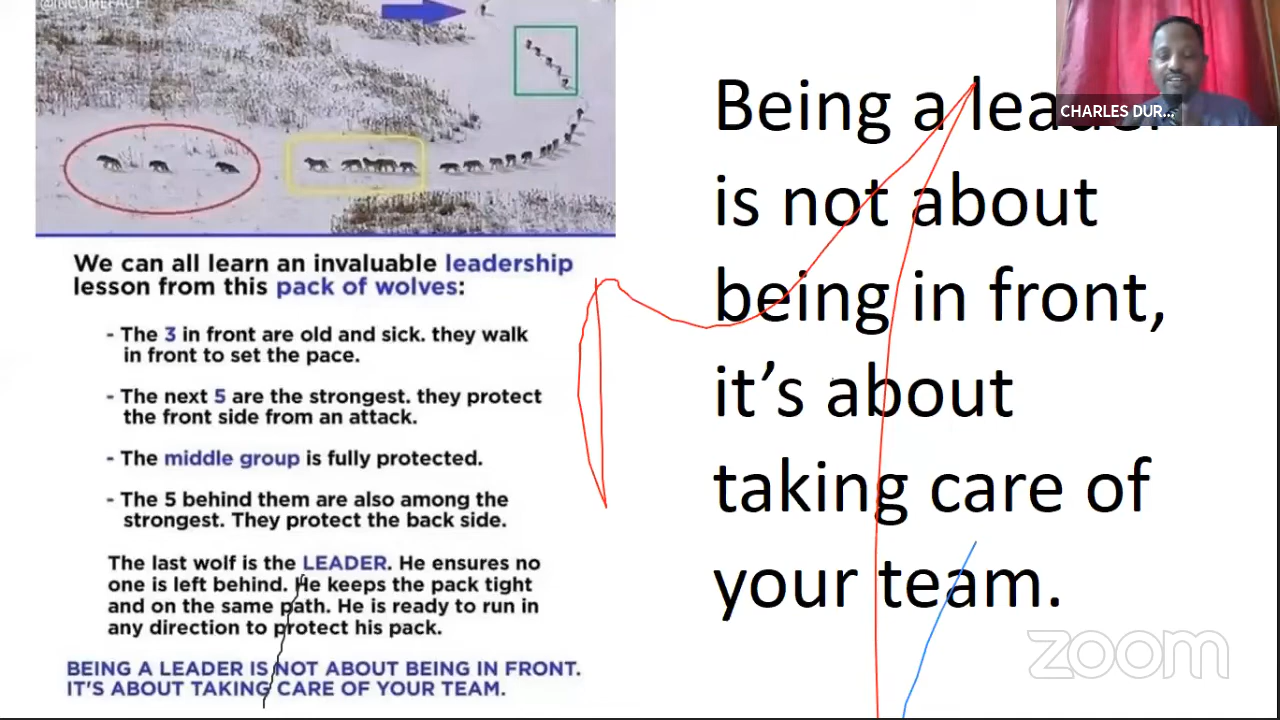 @INCOMEFACT
We can all learn an invaluable leadership
lesson from this pack of wolves:
- The 3 in front are old and sick. they walk
in front to set the pace.
- The next 5 are the strongest. they protect
the front side from an attack.
- The middle group is fully protected.
- The 5 behind them are also among the
strongest. They protect the back side.
The last wolf is the LEADER. He ensures no
one is left behind. He keeps the pack tight
and on the same path. He is ready to run in
any direction to protect his pack.
BEING A LEADER IS NOT ABOUT BEING IN FRONT.
IT'S ABOUT TAKING CARE OF YOUR TEAM.
Being a leader
is not about
being in front,
it’s about
taking care of
your team.
CHARLES DUR...
zoom